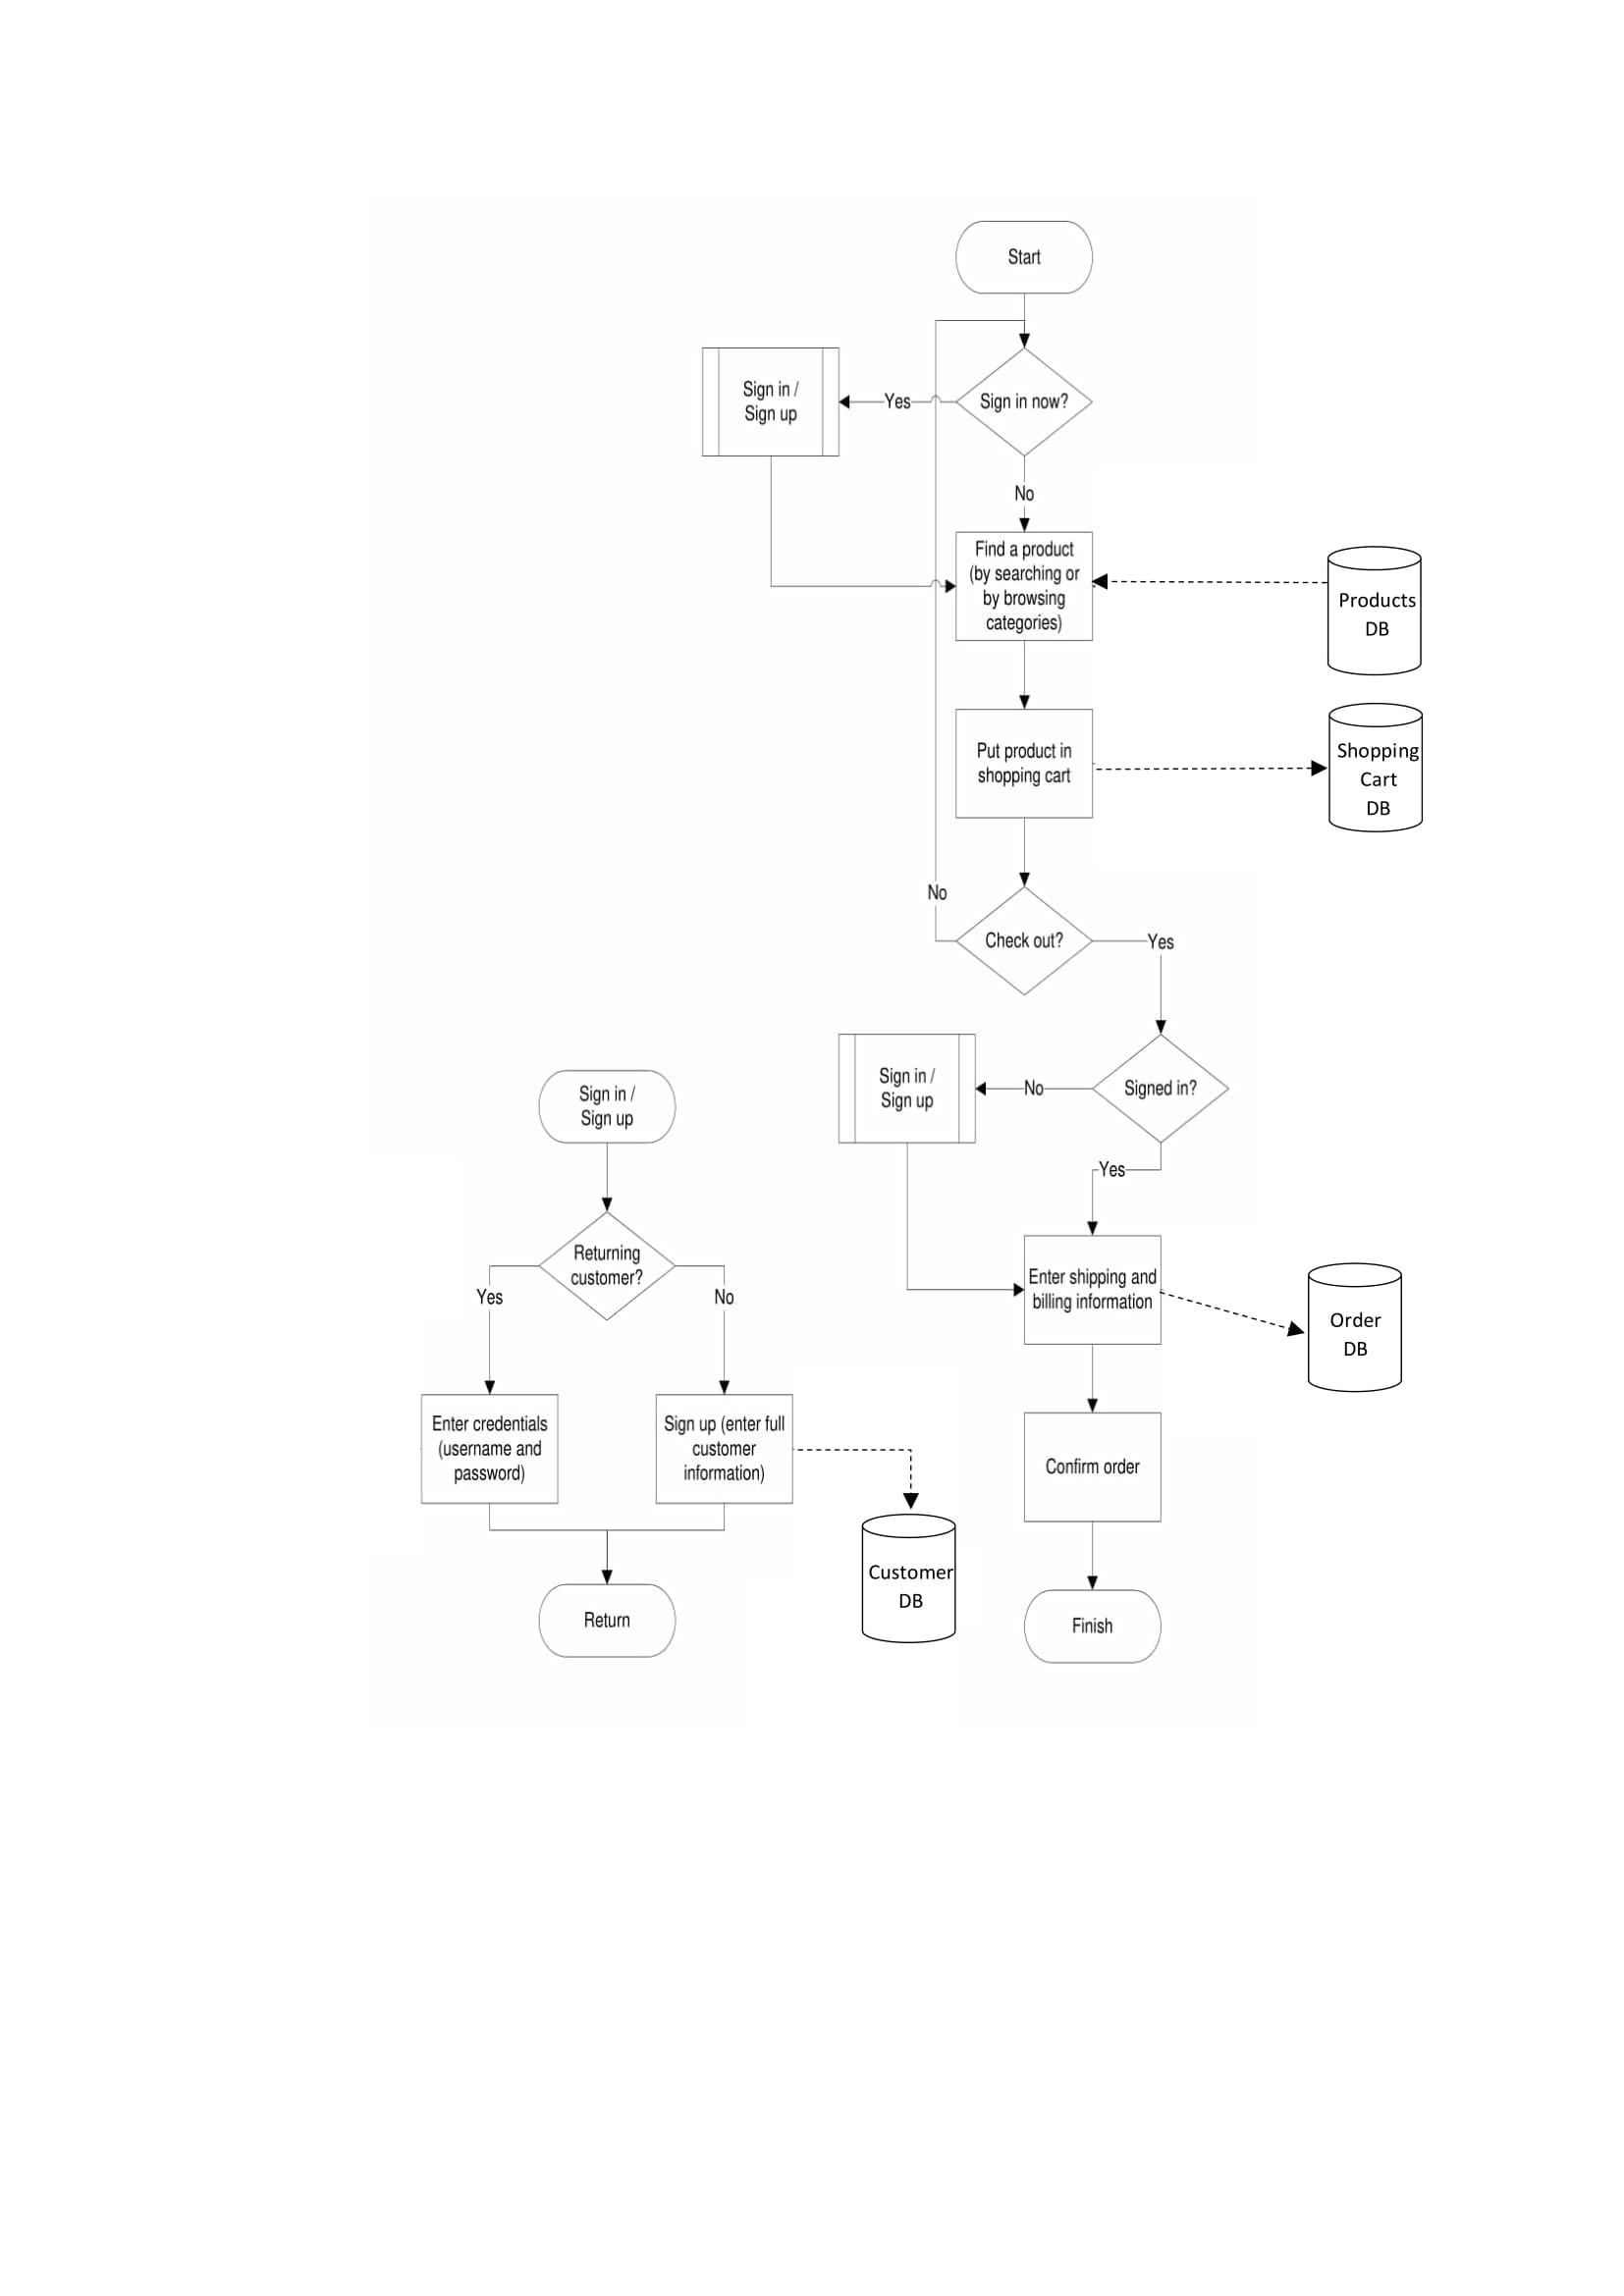 Start
Sign in /
Sign up
Yes
Sign in now?
No
Find a product
(by searching or
by browsing
categories)
Products
DB
Put product in
shopping cart
Shopping
Cart
DB
No
Check out?
Yes
Sign in /
Sign up
No
Signed in?
Yes
Enter shipping and
billing information
Order
DB
Confirm order
Finish
Sign in /
Sign up
Returning
customer?
Yes
No
Enter credentials
(username and
password)
Sign up (enter full
customer
information)
Customer
DB
Return